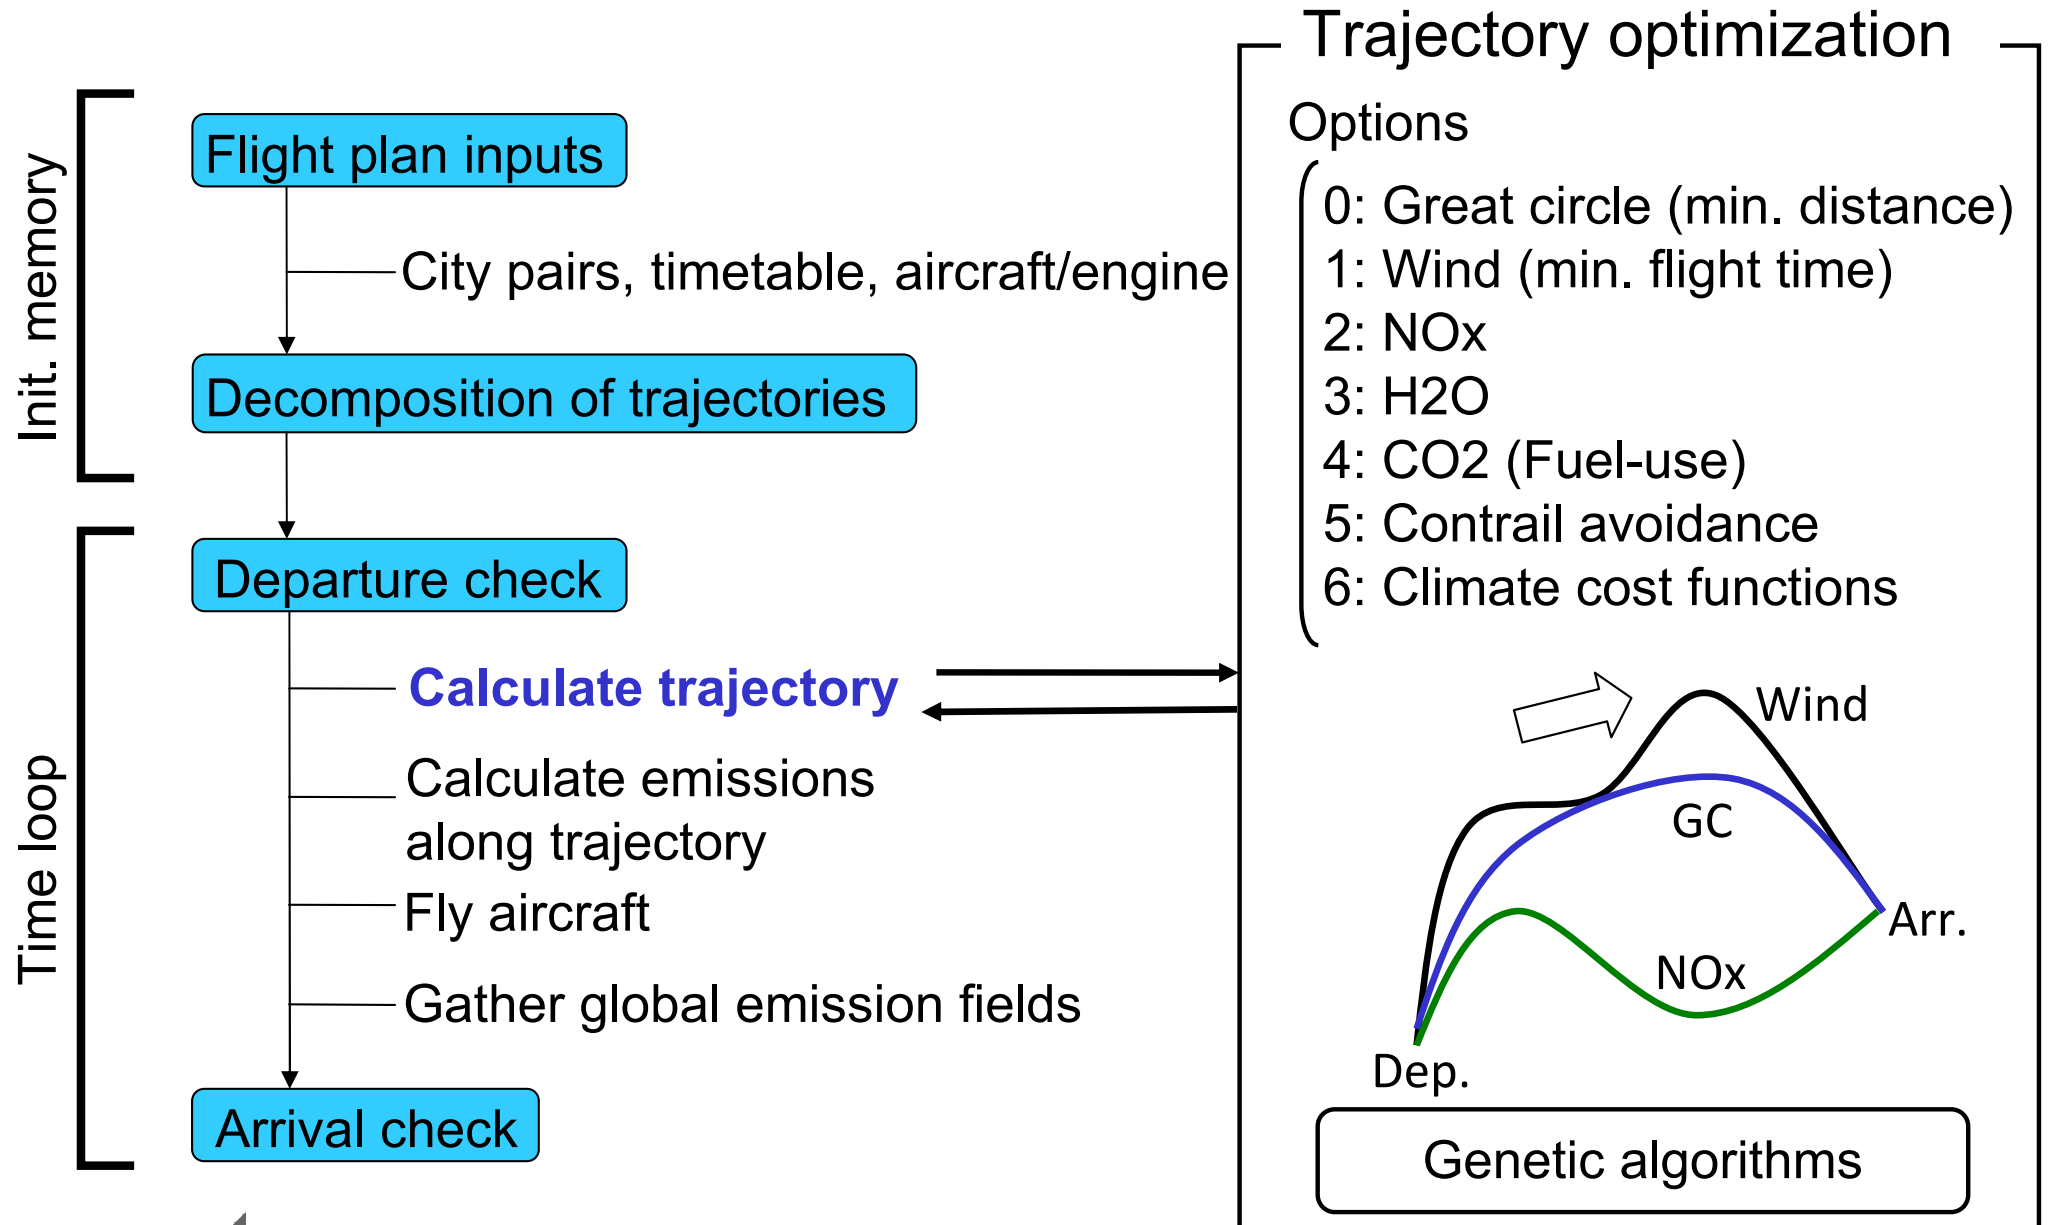 Init. memory
Flight plan inputs
City pairs, timetable, aircraft/engine
Decomposition of trajectories
Time loop
Departure check
Calculate trajectory
Calculate emissions
along trajectory
Fly aircraft
Gather global emission fields
Arrival check
Trajectory optimization
Options
0: Great circle (min. distance)
1: Wind (min. flight time)
2: NOx
3: H2O
4: CO2 (Fuel-use)
5: Contrail avoidance
6: Climate cost functions
Wind
GC
Arr.
NOx
Dep.
Genetic algorithms